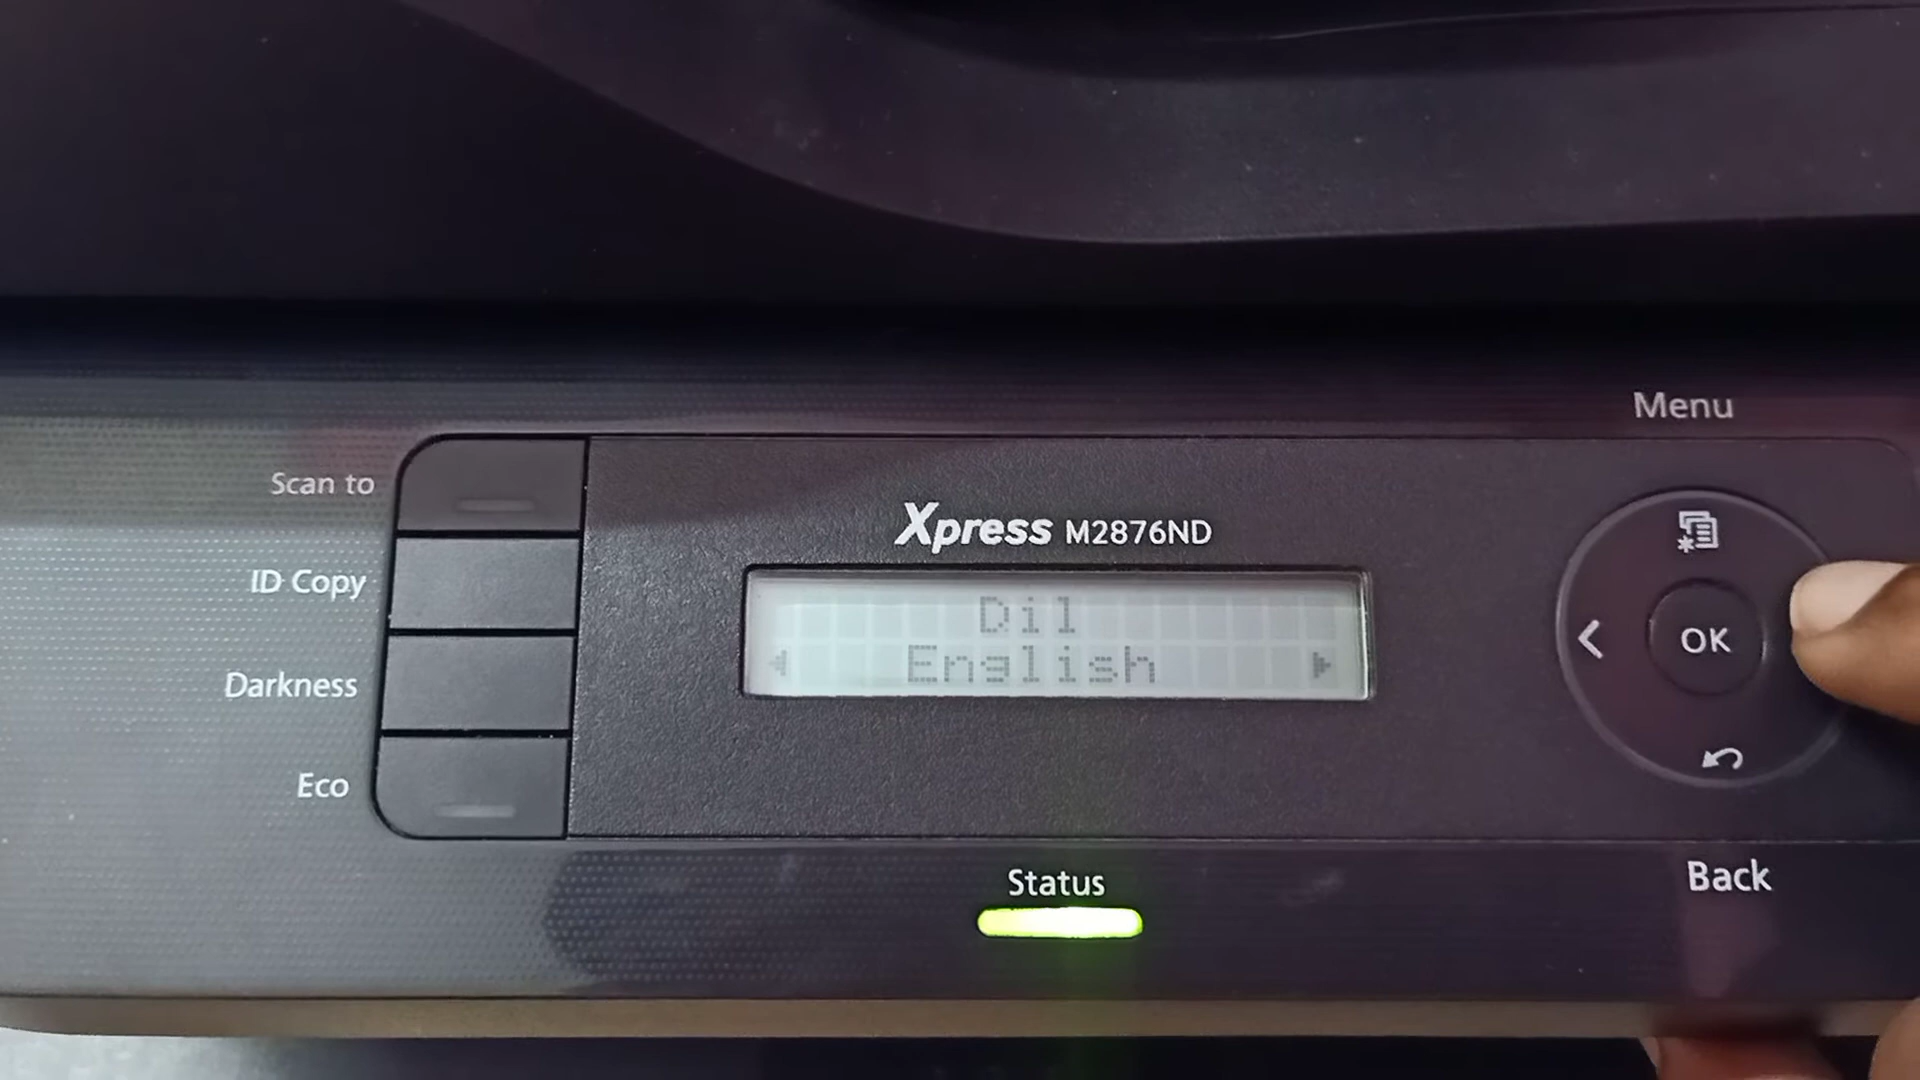 Menu
Scan to
Xpress M2876ND
ID Copy
Dil
English
OK
Darkness
Eco
Status
Back